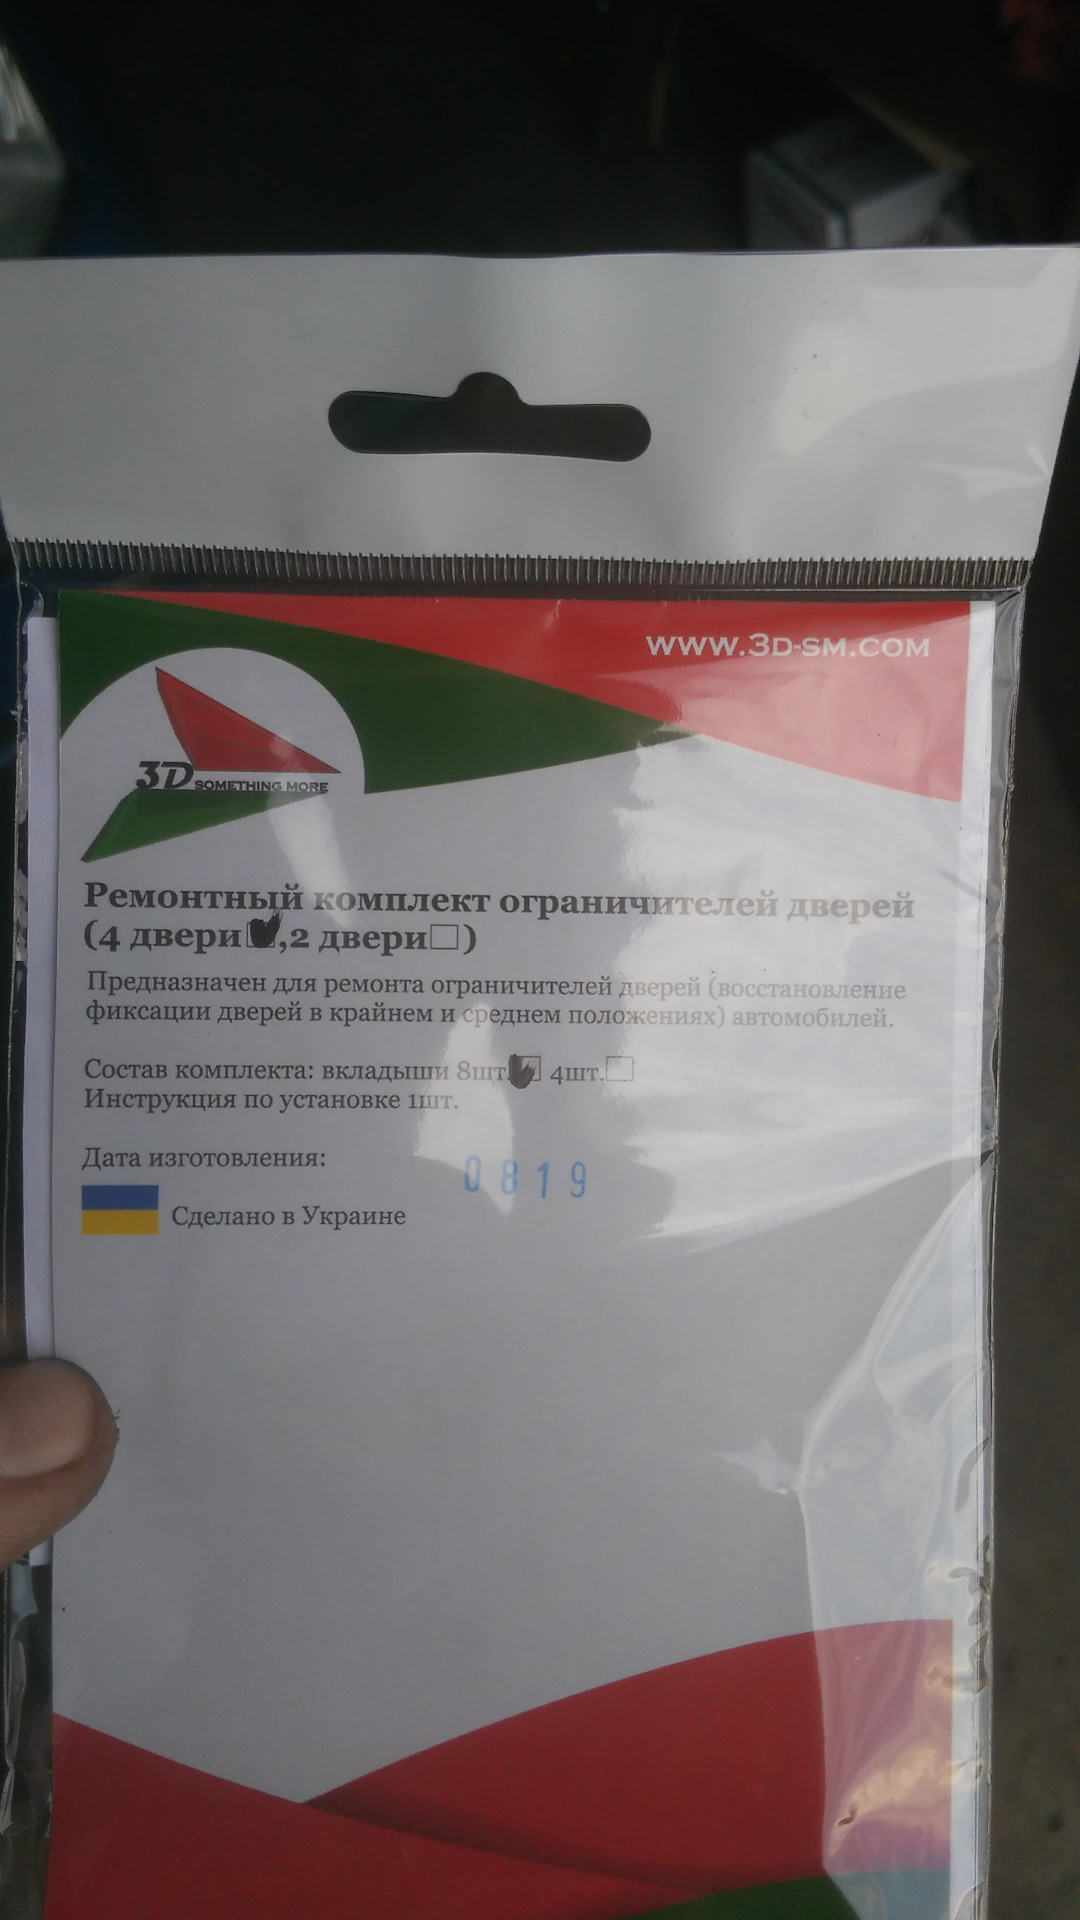 WWW.3D-SM.COM
3D SOMETHING MORE
Ремонтный комплект ограничителей дверей
(4 двери☑,2 двери☐)
Предназначен для ремонта ограничителей дверей (восстановление
фиксации дверей в крайнем и среднем положениях) автомобилей.
Состав комплекта: вкладыши 8шт.☑ 4шт.☐
Инструкция по установке 1шт.
Дата изготовления: 0819
Сделано в Украине